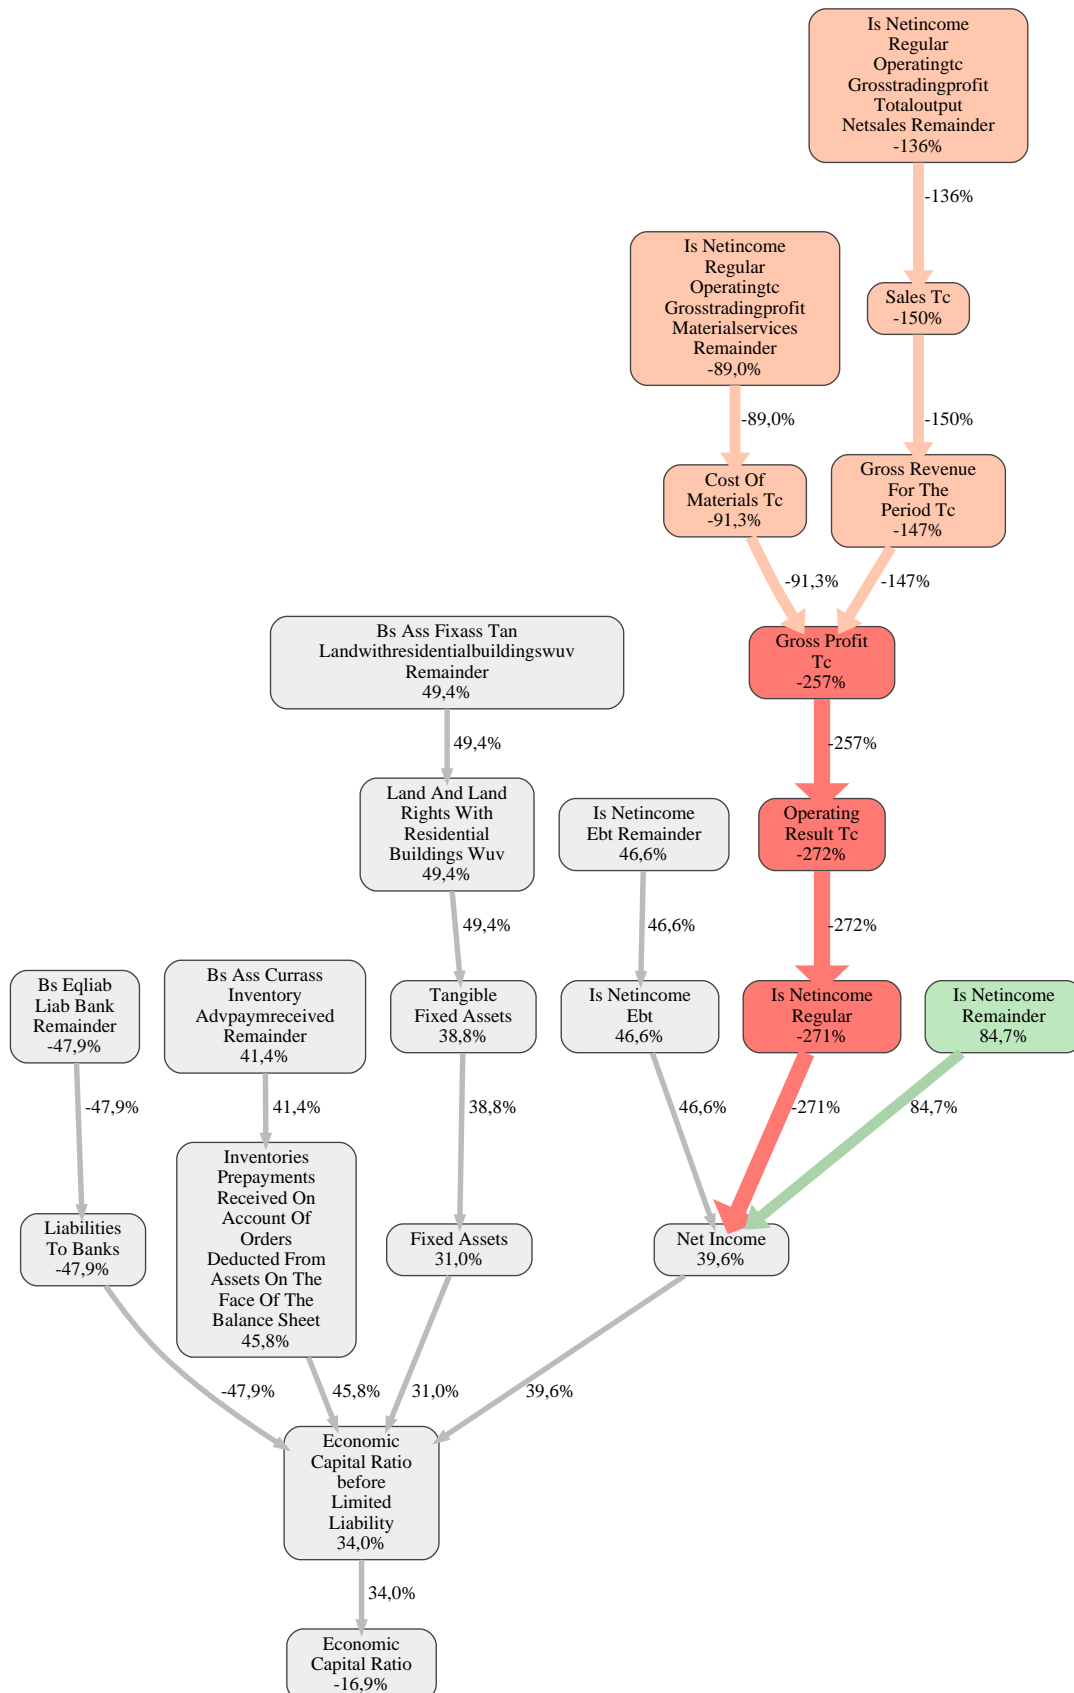 Is Netincome
Regular
Operatingtc
Grosstradingprofit
Totaloutput
Netsales Remainder
-136%
-136%
Is Netincome
Regular
Operatingtc
Grosstradingprofit
Materialservices
Remainder
-89,0%
Sales Tc
-150%
-89,0%
-150%
Cost Of
Materials Tc
-91,3%
Gross Revenue
For The
Period Tc
-147%
-91,3%
-147%
Bs Ass Fixass Tan
Landwithresidentialbuildingswuv
Remainder
49,4%
Gross Profit
Tc
-257%
49,4%
-257%
Land And Land
Rights With
Residential
Buildings Wuv
49,4%
Is Netincome
Ebt Remainder
46,6%
Operating
Result Tc
-272%
49,4%
46,6%
-272%
Bs Eqliab
Liab Bank
Remainder
-47,9%
Bs Ass Currass
Inventory
Advpaymreceived
Remainder
41,4%
Tangible
Fixed Assets
38,8%
Is Netincome
Ebt
46,6%
Is Netincome
Regular
-271%
Is Netincome
Remainder
84,7%
-47,9%
41,4%
38,8%
46,6%
-271%
84,7%
Liabilities
To Banks
-47,9%
Inventories
Prepayments
Received On
Account Of
Orders
Deducted From
Assets On The
Face Of The
Balance Sheet
45,8%
Fixed Assets
31,0%
Net Income
39,6%
-47,9%
45,8%
31,0%
39,6%
Economic
Capital Ratio
before
Limited
Liability
34,0%
34,0%
Economic
Capital Ratio
-16,9%